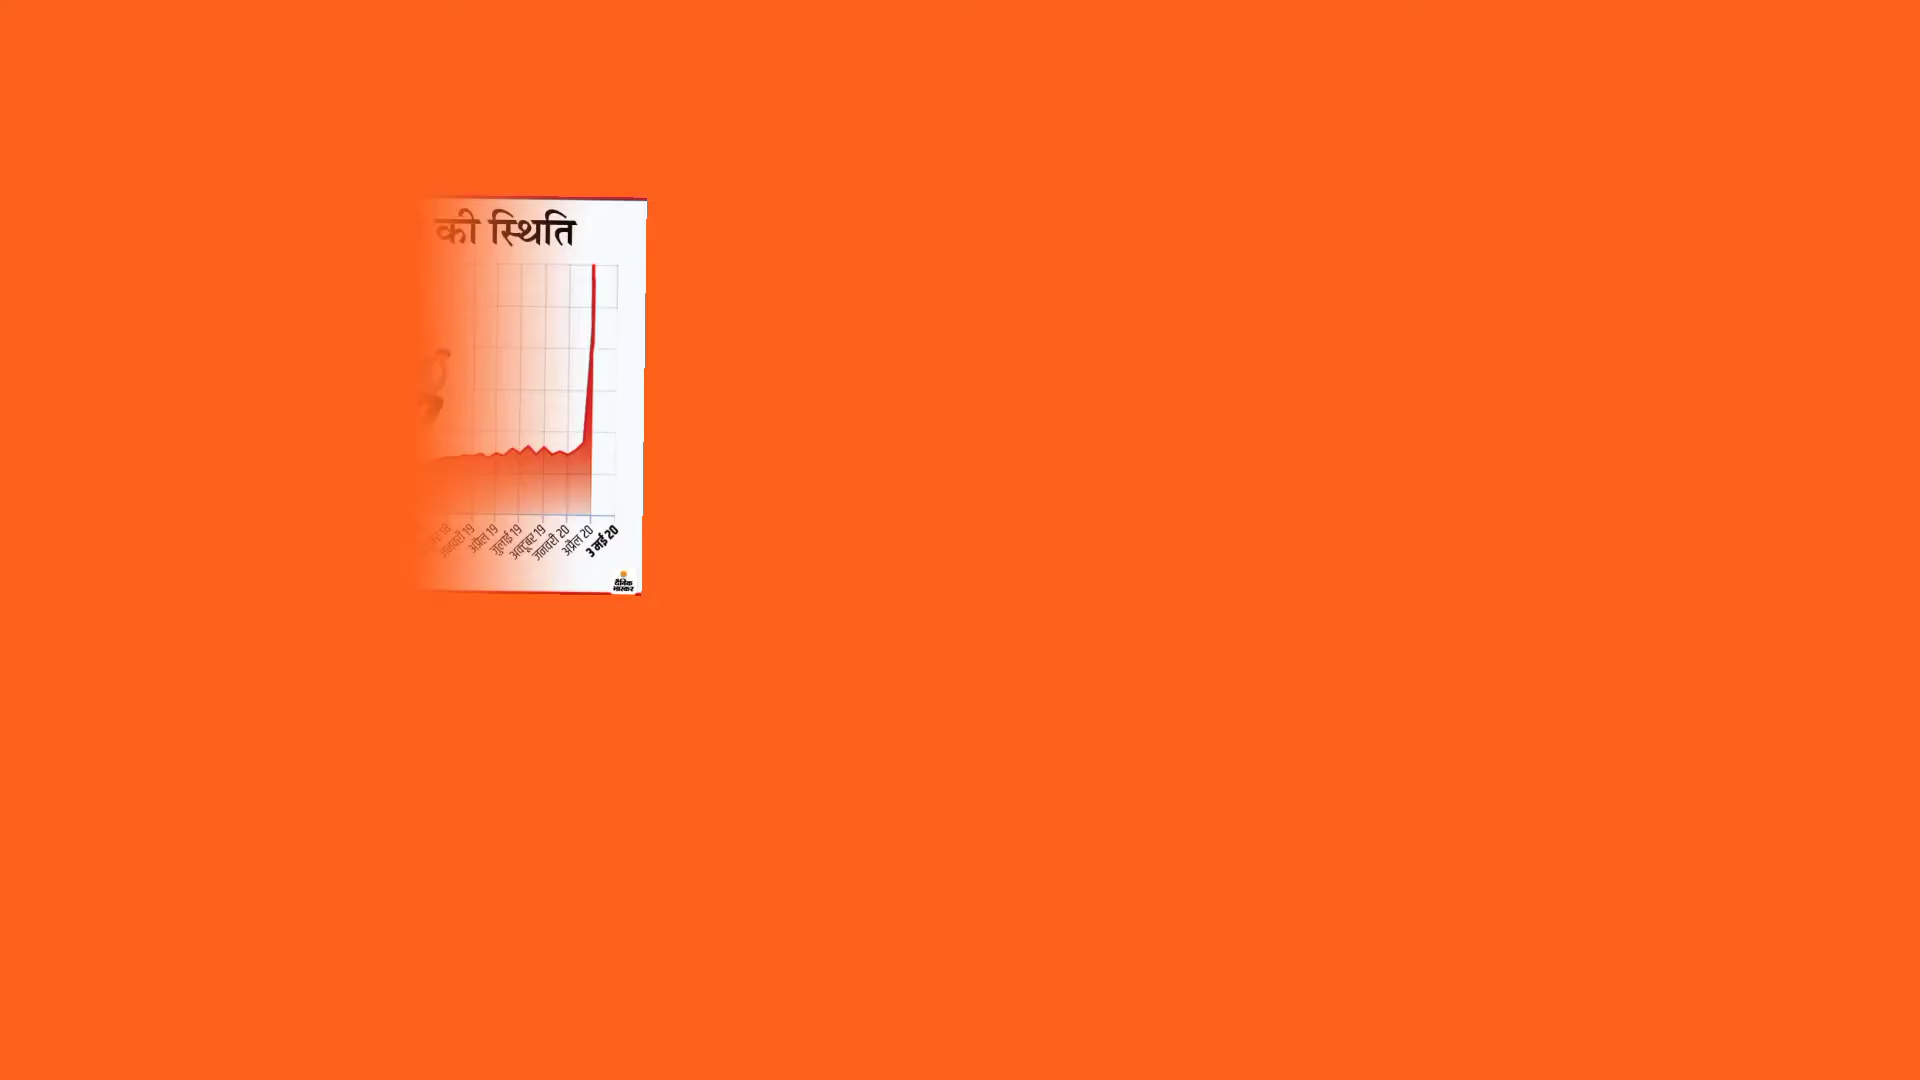 की स्थिति
जनवरी 19
अप्रैल 19
जुलाई 19
अक्टूबर 19
जनवरी 20
अप्रैल 20
3 मई 20
दैनिक
भास्कर